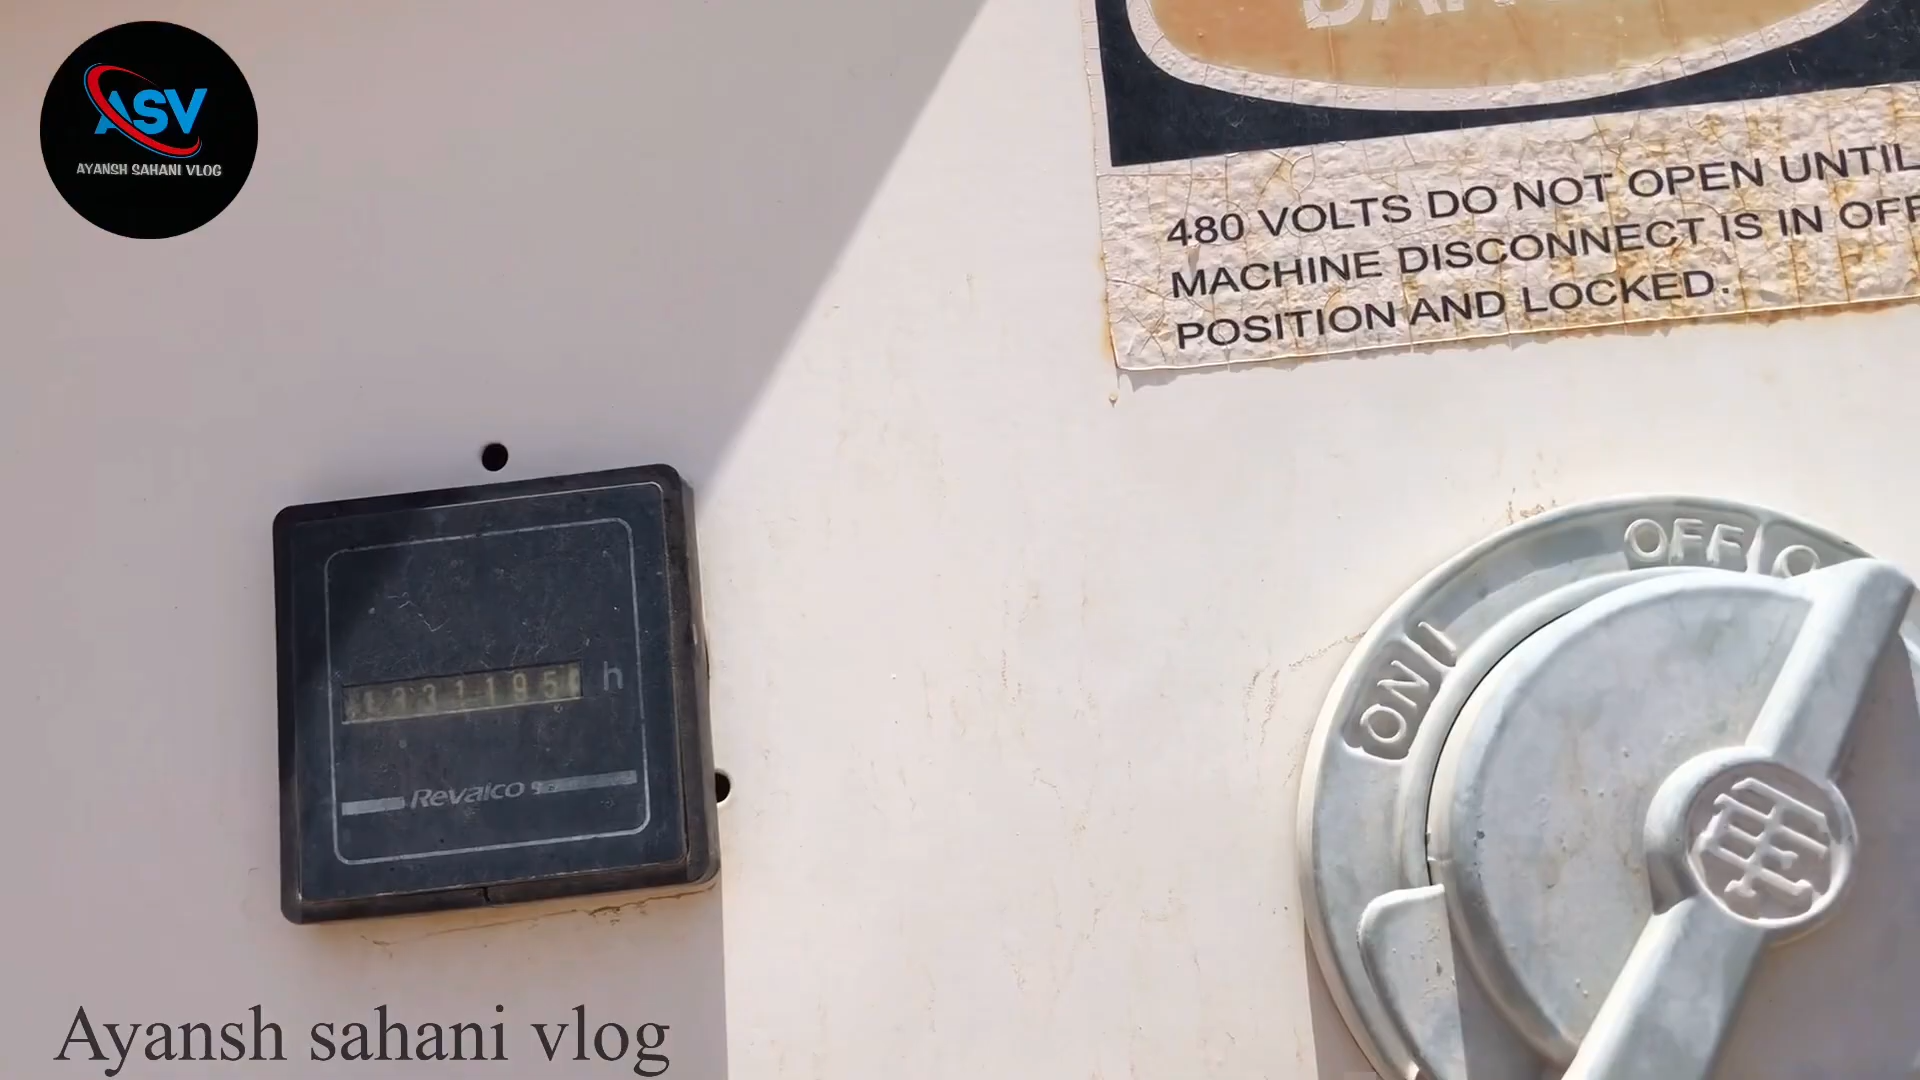 ASV
AYANSH SAHANI VLOG
480 VOLTS DO NOT OPEN UNTIL
MACHINE DISCONNECT IS IN OFF
POSITION AND LOCKED.
OFF
ON
h
Revalco
Ayansh sahani vlog